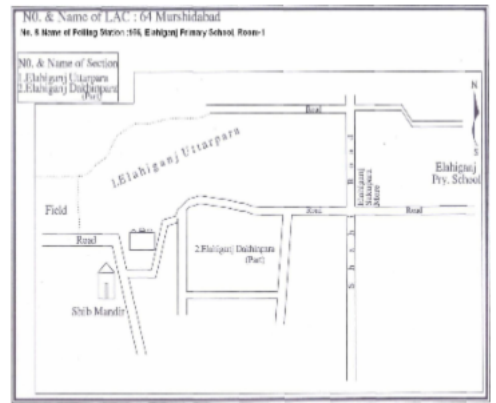 N0. & Name of LAC : 64 Murshidabad
No. & Name of Polling Station :106, Elahiganj Primary School, Room-1
N0. & Name of Section
1.Elahiganj Uttarpara
2.Elahiganj Dakhinpara
(Part)
N
S
Road
1.Elahiganj Uttarpara
Elahiganj
Pry. School
Elahiganj
More
Field
Road
Road
Road
2.Elahiganj Dakhinpara
(Part)
Shib Mandir